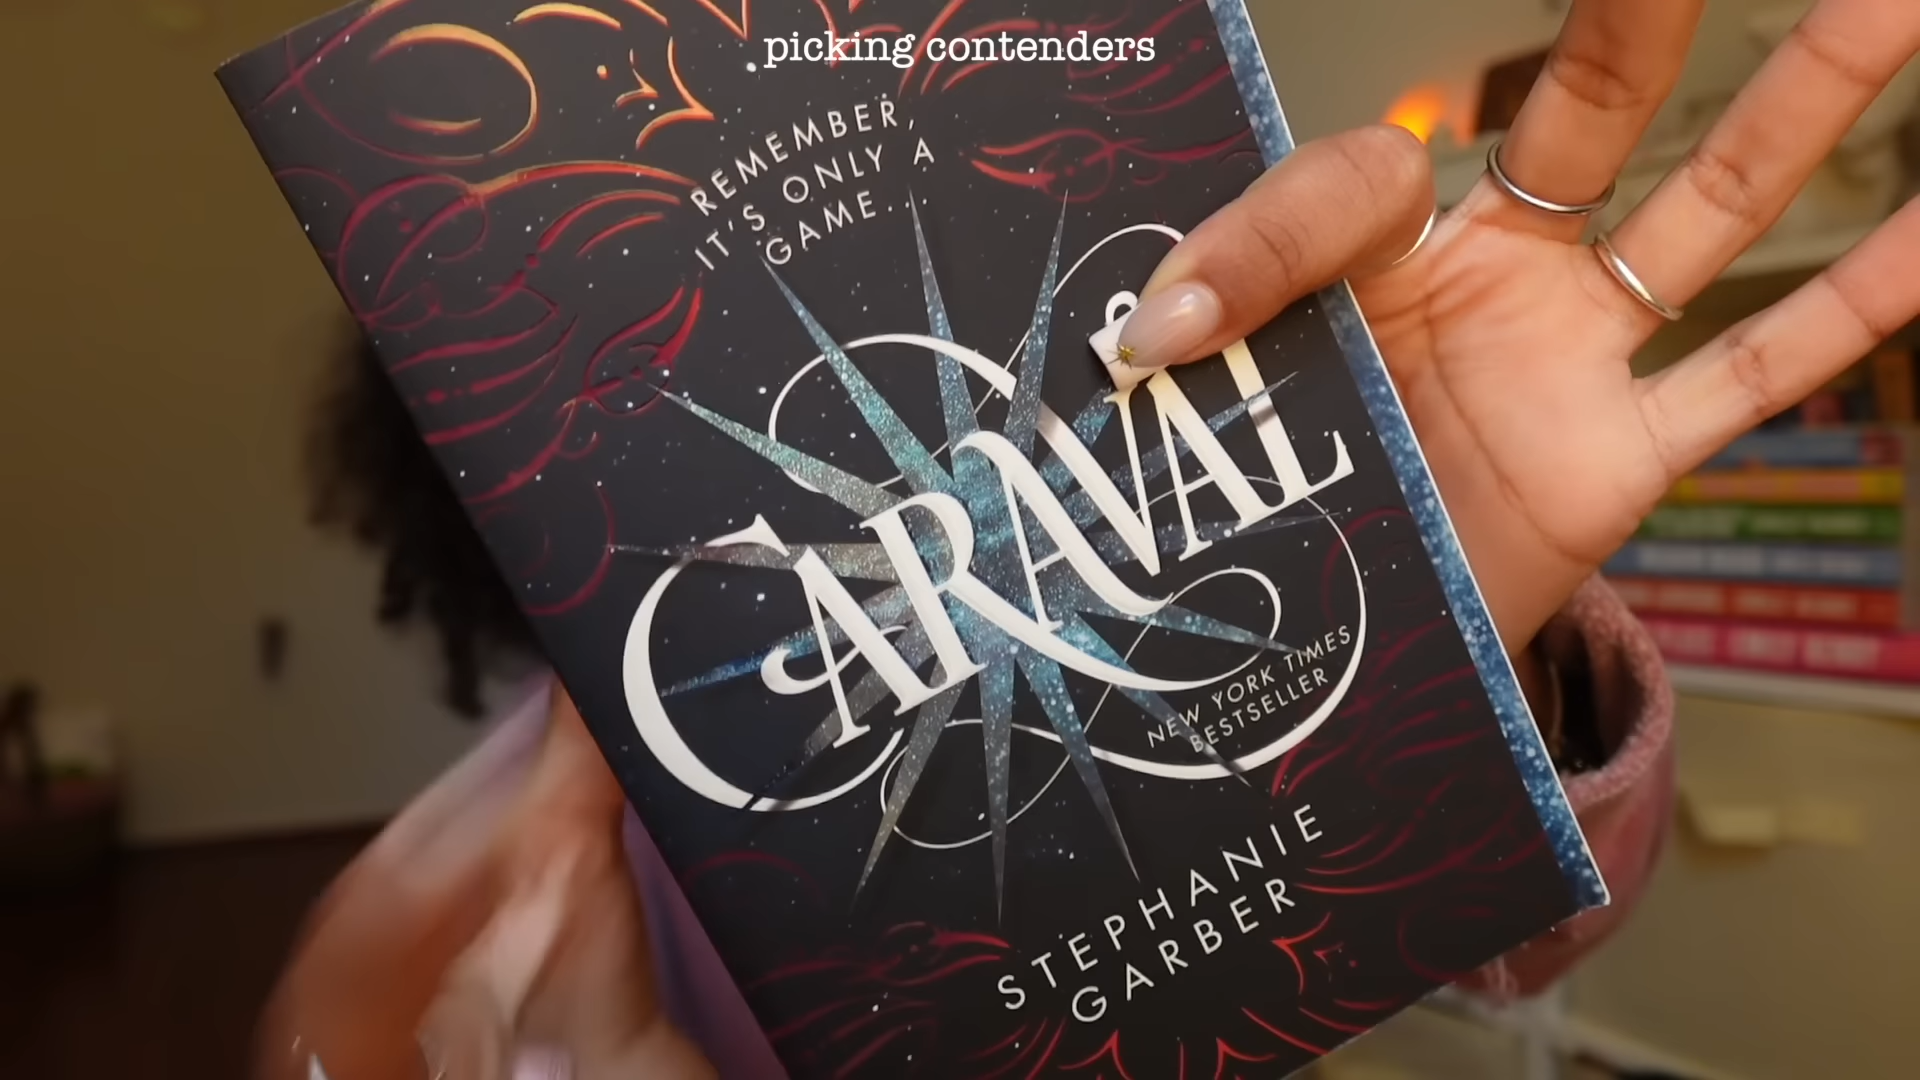 picking contenders
REMEMBER,
IT'S ONLY A
GAME...
CARAVAL
NEW YORK TIMES
BESTSELLER
STEPHANIE
GARBER